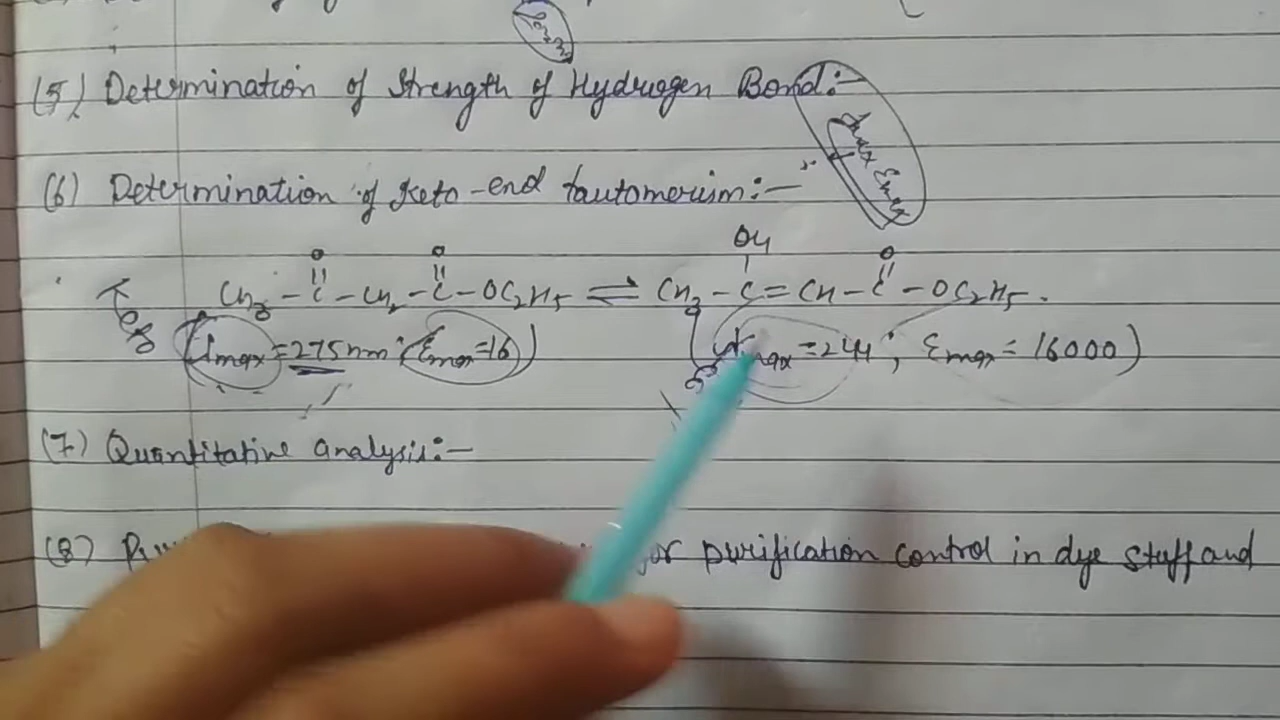 (5) Determination of Strength of Hydrogen Bond:-
(6) Determination of Keto-enol tautomerism:-
OH
O O O
|| || | ||
CH3 - C - CH2 - C - OC2H5 ⇌ CH3 - C = CH - C - OC2H5.
(λmax = 275nm; εmax = 16) (λmax = 244; εmax = 16000)
(7) Quantitative analysis:-
(8) for purification control in dye stuff and